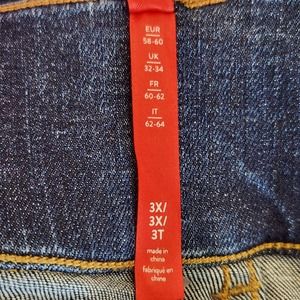 EUR
58-60
UK
32-34
FR
60-62
IT
62-64
3X/
3X/
3T
made in
china
fabriqué en
chine